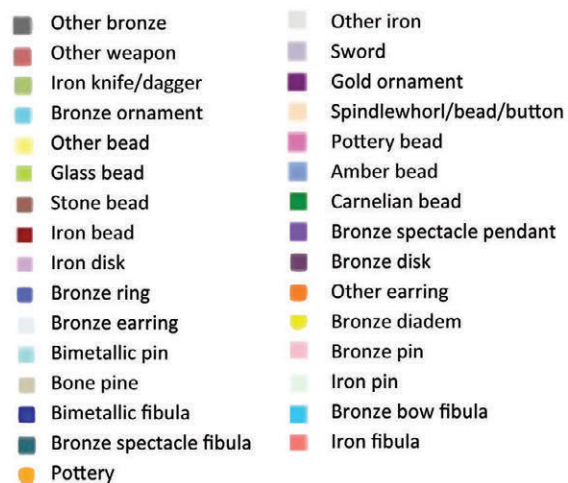 Other bronze
Other weapon
Iron knife/dagger
Bronze ornament
Other bead
Glass bead
Stone bead
Iron bead
Iron disk
Bronze ring
Bronze earring
Bimetallic pin
Bone pine
Bimetallic fibula
Bronze spectacle fibula
Pottery
Other iron
Sword
Gold ornament
Spindlewhorl/bead/button
Pottery bead
Amber bead
Carnelian bead
Bronze spectacle pendant
Bronze disk
Other earring
Bronze diadem
Bronze pin
Iron pin
Bronze bow fibula
Iron fibula